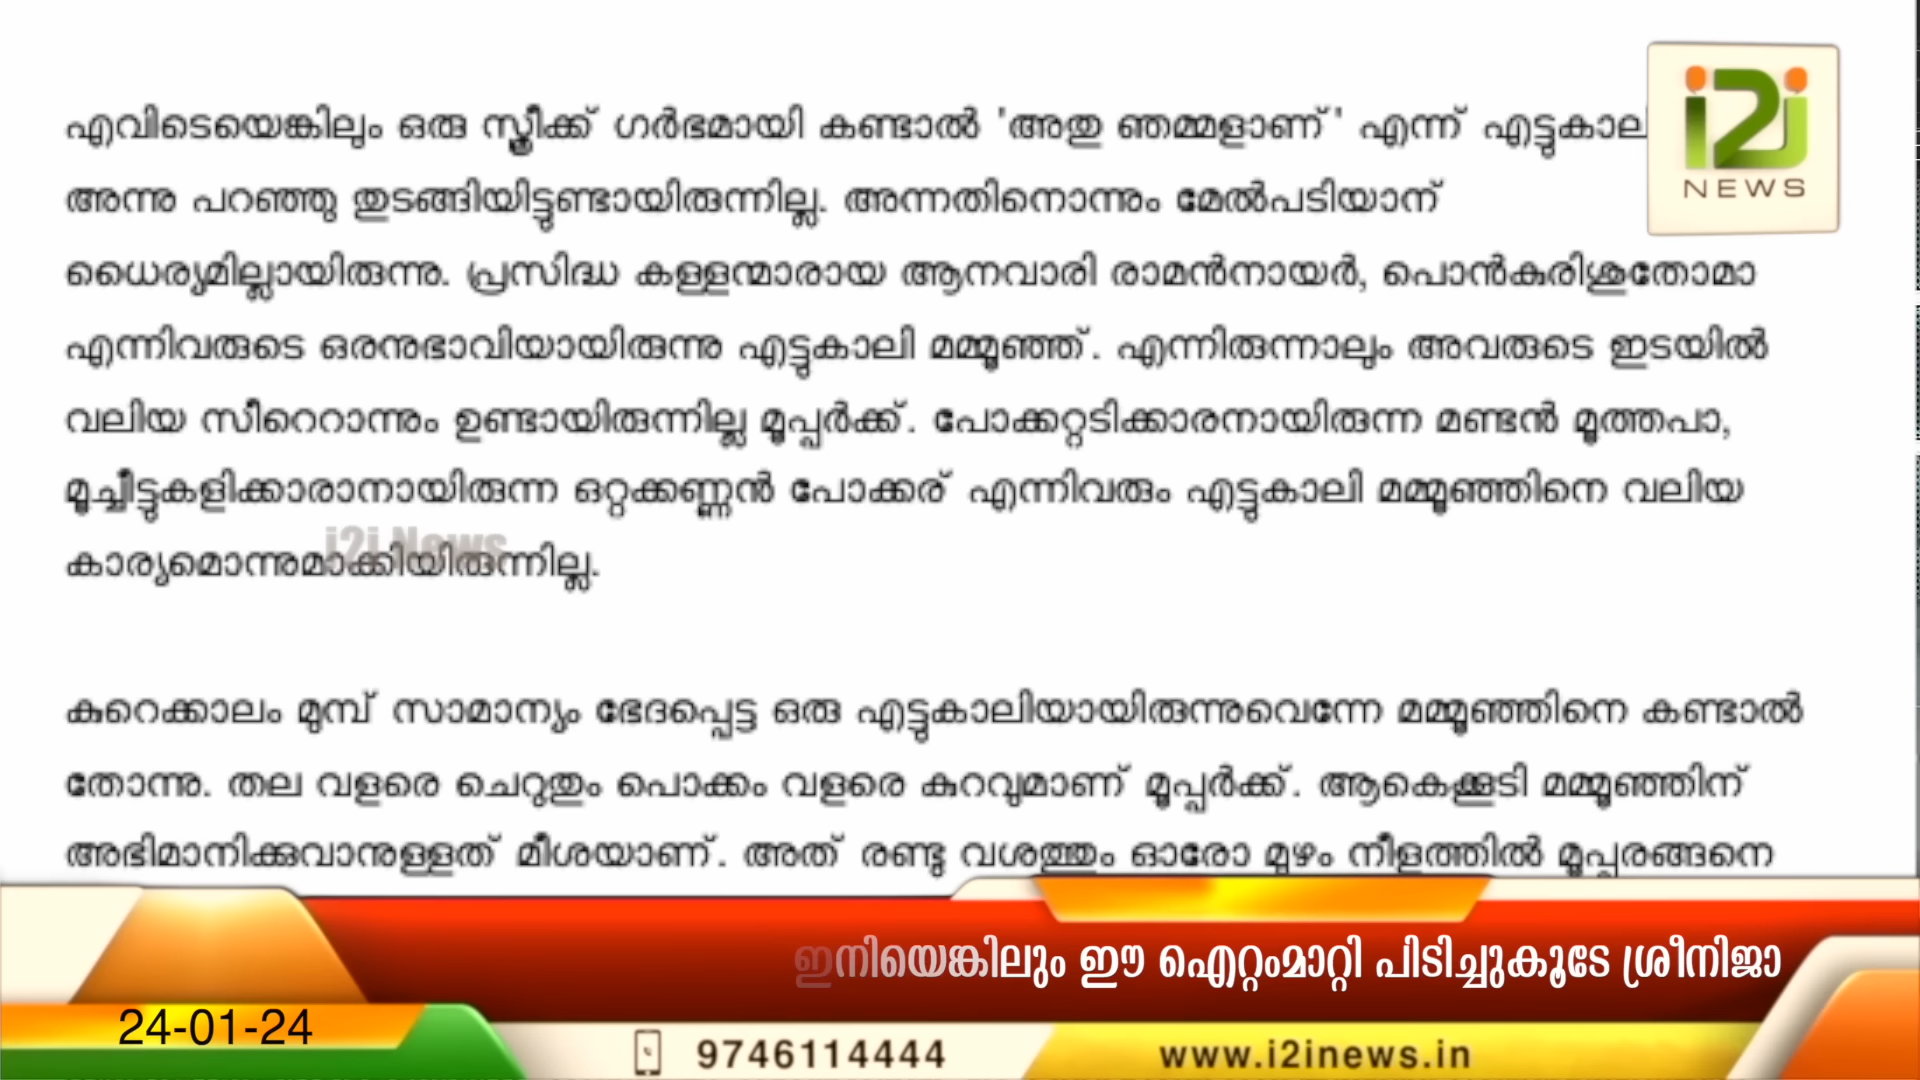 എവിടെയെങ്കിലും ഒരു സ്ത്രീക്ക് ഗർഭമായി കണ്ടാൽ 'അതു ഞമ്മളാണ്' എന്ന് എട്ടുകാലി
അന്നു പറഞ്ഞു തുടങ്ങിയിട്ടുണ്ടായിരുന്നില്ല. അന്നതിനൊന്നും മേൽപടിയാന്
ധൈര്യമില്ലായിരുന്നു. പ്രസിദ്ധ കള്ളന്മാരായ ആനവാരി രാമൻനായർ, പൊൻകുരിശുതോമാ
എന്നിവരുടെ ഒരനുഭാവിയായിരുന്നു എട്ടുകാലി മമ്മൂഞ്ഞ്. എന്നിരുന്നാലും അവരുടെ ഇടയിൽ
വലിയ സീറെറാന്നും ഉണ്ടായിരുന്നില്ല മൂപ്പർക്ക്. പോക്കറ്റടിക്കാരനായിരുന്ന മണ്ടൻ മൂത്തപാ,
മൂച്ചീട്ടുകളിക്കാരാനായിരുന്ന ഒറ്റക്കണ്ണൻ പോക്കര് എന്നിവരും എട്ടുകാലി മമ്മൂഞ്ഞിനെ വലിയ
കാര്യമൊന്നുമാക്കിയിരുന്നില്ല.
i2i News
കുറെക്കാലം മുമ്പ് സാമാന്യം ഭേദപ്പെട്ട ഒരു എട്ടുകാലിയായിരുന്നുവെന്നേ മമ്മൂഞ്ഞിനെ കണ്ടാൽ
തോന്നു. തല വളരെ ചെറുതും പൊക്കം വളരെ കുറവുമാണ് മൂപ്പർക്ക്. ആകെക്കൂടി മമ്മൂഞ്ഞിന്
അഭിമാനിക്കുവാനുള്ളത് മീശയാണ്. അത് രണ്ടു വശത്തും ഓരോ മുഴം നീളത്തിൽ മൂപ്പരങ്ങനെ
i2i
NEWS
ഇനിയെങ്കിലും ഈ ഐറ്റംമാറ്റി പിടിച്ചുകൂടേ ശ്രീനിജാ
24-01-24
9746114444
www.i2inews.in